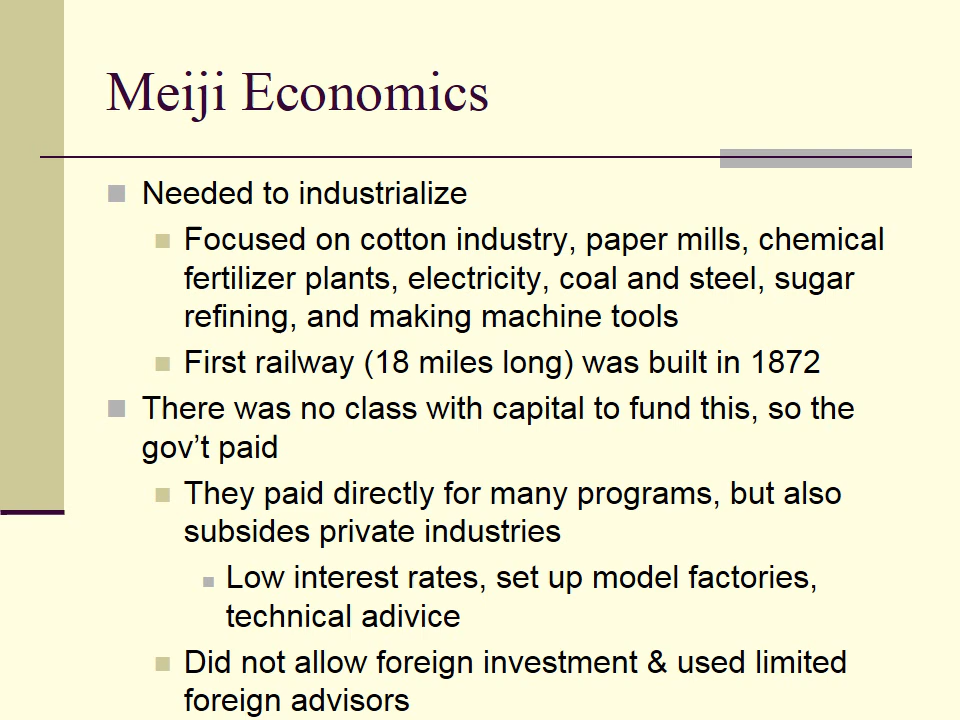 Meiji Economics
Needed to industrialize
Focused on cotton industry, paper mills, chemical
fertilizer plants, electricity, coal and steel, sugar
refining, and making machine tools
First railway (18 miles long) was built in 1872
There was no class with capital to fund this, so the
gov’t paid
They paid directly for many programs, but also
subsides private industries
Low interest rates, set up model factories,
technical adivice
Did not allow foreign investment & used limited
foreign advisors